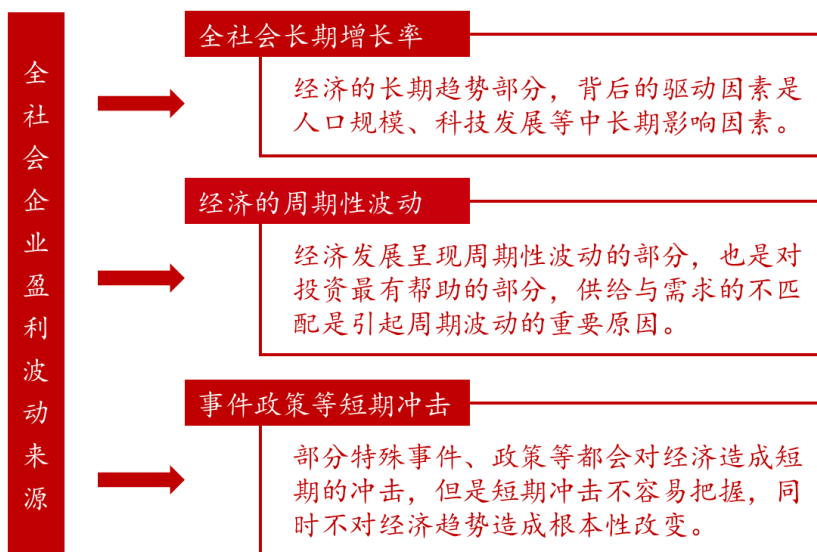 全社会企业盈利波动来源
全社会长期增长率
经济的长期趋势部分，背后的驱动因素是
人口规模、科技发展等中长期影响因素。
经济的周期性波动
经济发展呈现周期性波动的部分，也是对
投资最有帮助的部分，供给与需求的不匹
配是引起周期波动的重要原因。
事件政策等短期冲击
部分特殊事件、政策等都会对经济造成短
期的冲击，但是短期冲击不容易把握，同
时不对经济趋势造成根本性改变。